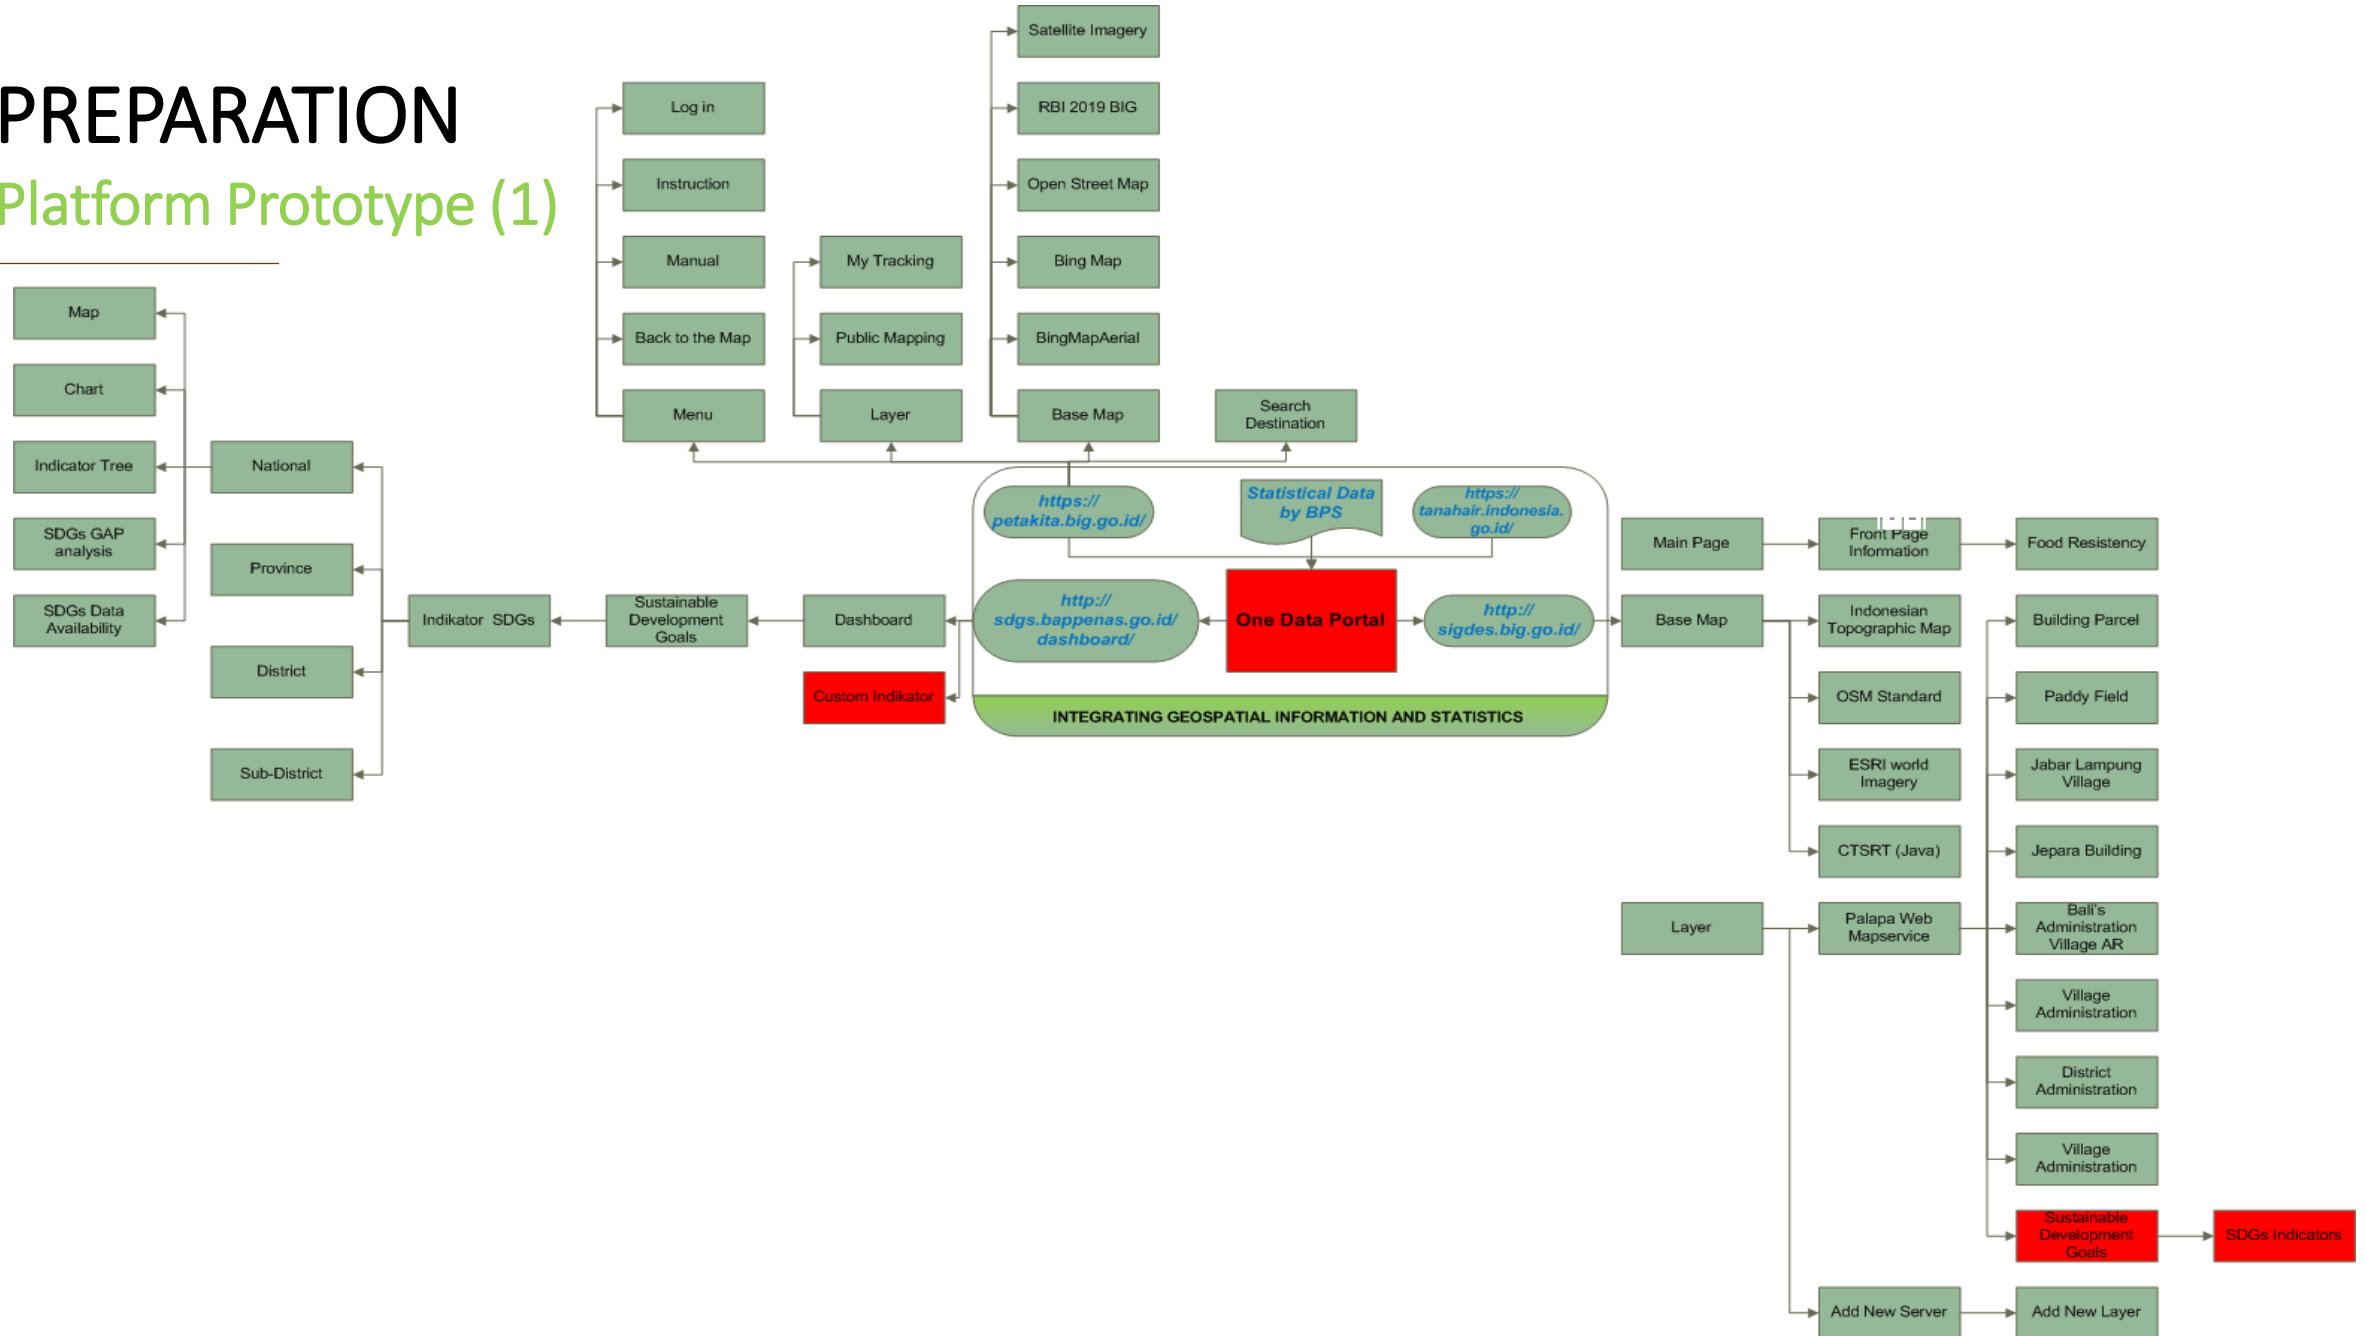 PREPARATION
Platform Prototype (1)
Satellite Imagery
RBI 2019 BIG
Open Street Map
Bing Map
BingMapAerial
Base Map
Log in
Instruction
Manual
Back to the Map
Menu
My Tracking
Public Mapping
Layer
Search
Destination
Map
Chart
Indicator Tree
SDGs GAP
analysis
SDGs Data
Availability
National
Province
District
Sub-District
Indikator SDGs
Sustainable
Development
Goals
Dashboard
Custom Indikator
https://
petakita.big.go.id/
Statistical Data
by BPS
https://
tanahair.indonesia.
go.id/
http://
sdgs.bappenas.go.id/
dashboard/
One Data Portal
http://
sigdes.big.go.id/
INTEGRATING GEOSPATIAL INFORMATION AND STATISTICS
Main Page
Front Page
Information
Food Resistency
Base Map
Indonesian
Topographic Map
OSM Standard
ESRI world
Imagery
CTSRT (Java)
Layer
Palapa Web
Mapservice
Building Parcel
Paddy Field
Jabar Lampung
Village
Jepara Building
Bali's
Administration
Village AR
Village
Administration
District
Administration
Village
Administration
Sustainable
Development
Goals
SDGs Indicators
Add New Server
Add New Layer